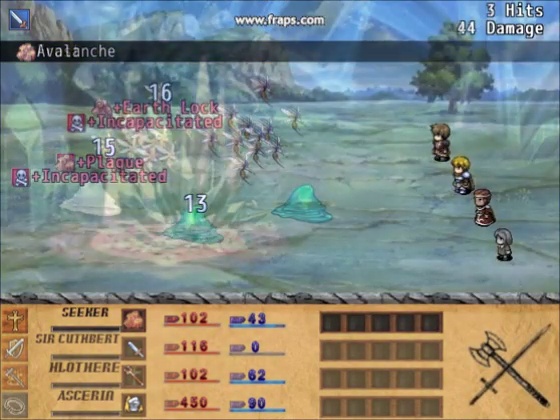 www.fraps.com
3 Hits
44 Damage
Avalanche
16
+Earth Lock
+Incapacitated
15
+Plague
+Incapacitated
13
SEEKER 102 43
SIR CUTHBERT 116 0
HLOTHERE 102 62
ASCERIN 450 90